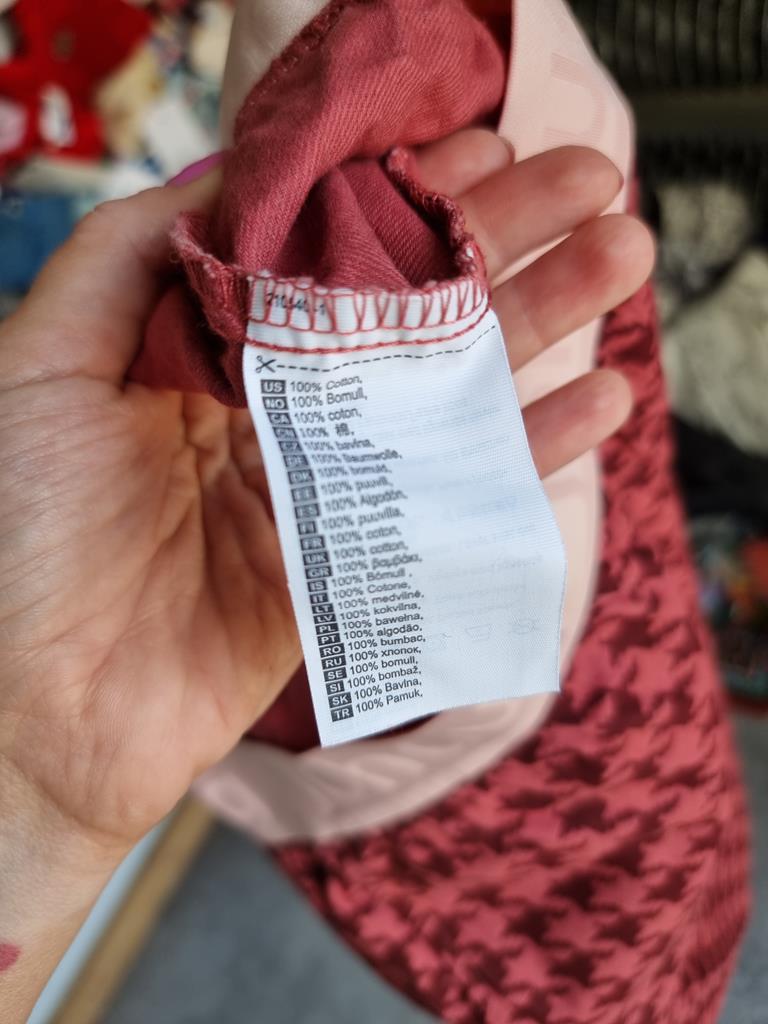 US 100% Cotton,
NO 100% Bomull,
CA 100% coton,
CN 100% 棉,
CZ 100% bavlna,
DE 100% Baumwolle,
DK 100% bomuld,
EE 100% puuvill,
ES 100% Algodón,
FI 100% puuvilla,
FR 100% coton,
UK 100% cotton,
GR 100% βαμβάκι,
IS 100% Bómull ,
IT 100% Cotone,
LT 100% medvilnė,
LV 100% kokvilna,
PL 100% bawełna,
PT 100% algodão,
RO 100% bumbac,
RU 100% хлопок,
SE 100% bomull,
SI 100% bombaž,
SK 100% Bavlna,
TR 100% Pamuk,